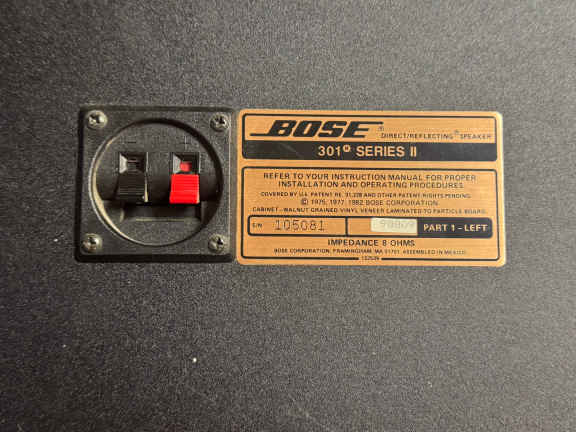 BOSE® DIRECT/REFLECTING® SPEAKER
301® SERIES II
REFER TO YOUR INSTRUCTION MANUAL FOR PROPER
INSTALLATION AND OPERATING PROCEDURES.
COVERED BY U.S. PATENT RE. 31,228 AND OTHER PATENT RIGHTS PENDING.
© 1975, 1977, 1982 BOSE CORPORATION.
CABINET-WALNUT GRAINED VINYL VENEER LAMINATED TO PARTICLE BOARD.
S/N 105081 PART 1-LEFT
IMPEDANCE 8 OHMS
BOSE CORPORATION, FRAMINGHAM, MA 01701. ASSEMBLED IN MEXICO.